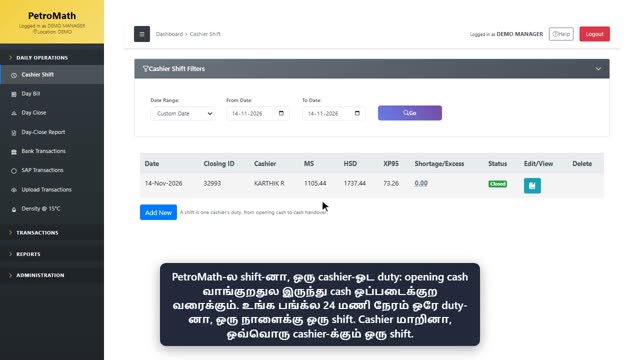 PetroMath
Logged in as DEMO MANAGER
Location: DEMO
DAILY OPERATIONS
Cashier Shift
Day Bill
Day Close
Day-Close Report
Bank Transactions
SAP Transactions
Upload Transactions
Density @ 15°C
TRANSACTIONS
REPORTS
ADMINISTRATION
Dashboard > Cashier Shift
Logged in as DEMO MANAGER Help Logout
Cashier Shift Filters
Date Range: From Date: To Date:
Custom Date 14-11-2026 14-11-2026 Go
Date Closing ID Cashier MS HSD XP95 Shortage/Excess Status Edit/View Delete
14-Nov-2026 32993 KARTHIK R 1105.44 1737.44 73.26 0.00 Closed
Add New A shift is one cashier's duty, from opening cash to cash handover.
PetroMath-ல shift-னா, ஒரு cashier-ஓட duty: opening cash
வாங்குறதுல இருந்து cash ஒப்படைக்குற
வரைக்கும். உங்க பங்க்ல 24 மணி நேரம் ஒரே duty-
னா, ஒரு நாளைக்கு ஒரு shift. Cashier மாறினா,
ஒவ்வொரு cashier-க்கும் ஒரு shift.